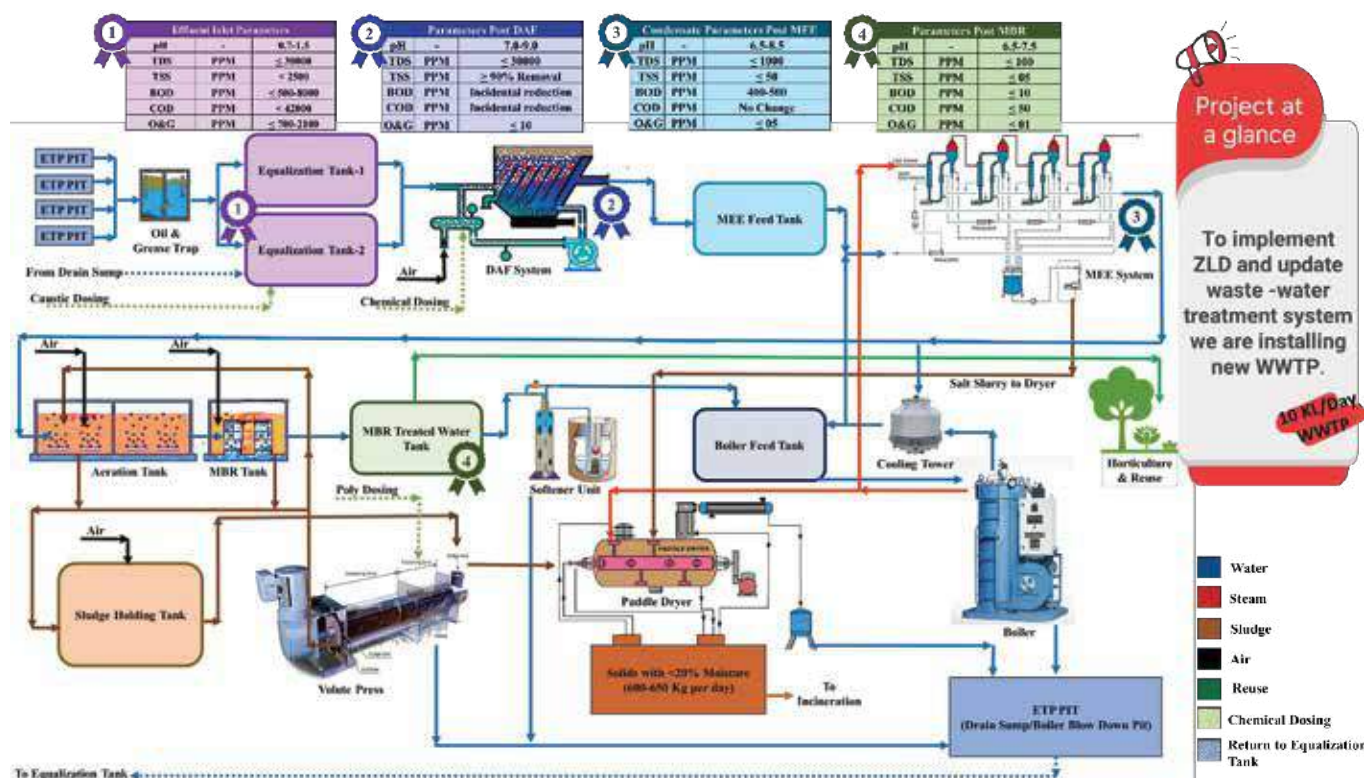 1
Effluent Inlet Parameters
pH - 0.7-1.5
TDS PPM ≤ 30000
TSS PPM < 2500
BOD PPM ≤ 500-8000
COD PPM < 42000
O&G PPM ≤ 700-2100
2
Parameters Post DAF
pH - 7.0-9.0
TDS PPM ≤ 30000
TSS PPM ≥ 90% Removal
BOD PPM Incidental reduction
COD PPM Incidental reduction
O&G PPM ≤ 10
3
Condensate Parameters Post MEE
pH - 6.5-8.5
TDS PPM ≤ 1000
TSS PPM ≤ 50
BOD PPM 400-500
COD PPM No Change
O&G PPM ≤ 05
4
Parameters Post MBR
pH - 6.5-7.5
TDS PPM ≤ 100
TSS PPM ≤ 05
BOD PPM ≤ 10
COD PPM ≤ 50
O&G PPM ≤ 01
Project at
a glance
To implement
ZLD and update
waste -water
treatment system
we are installing
new WWTP.
10 KL/Day
WWTP
ETP PIT
ETP PIT
ETP PIT
ETP PIT
Oil &
Grease Trap
Equalization Tank-1
1
Equalization Tank-2
From Drain Sump
Caustic Dosing
Air
Chemical Dosing
DAF System
2
MEE Feed Tank
3
MEE System
Air
Air
Aeration Tank
MBR Tank
MBR Treated Water
Tank
4
Softener Unit
Boiler Feed Tank
Cooling Tower
Salt Slurry to Dryer
Horticulture
& Reuse
Poly Dosing
Air
Sludge Holding Tank
Volute Press
PADDLE DRYER
Paddle Dryer
Boiler
Solids with <20% Moisture
(600-650 Kg per day)
To
Incineration
ETP PIT
(Drain Sump/Boiler Blow Down Pit)
To Equalization Tank
Water
Steam
Sludge
Air
Reuse
Chemical Dosing
Return to Equalization
Tank